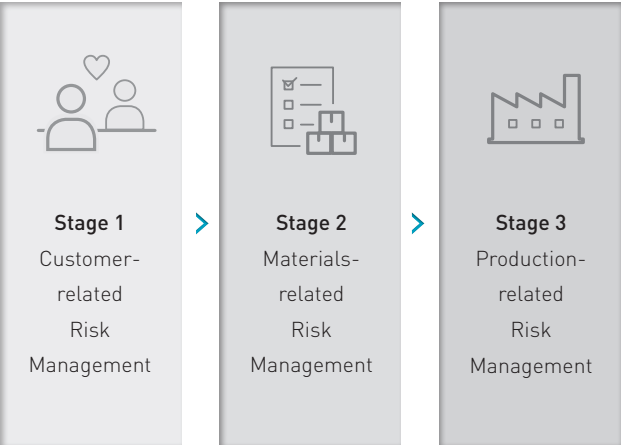 Stage 1
Customer-
related
Risk
Management
Stage 2
Materials-
related
Risk
Management
Stage 3
Production-
related
Risk
Management